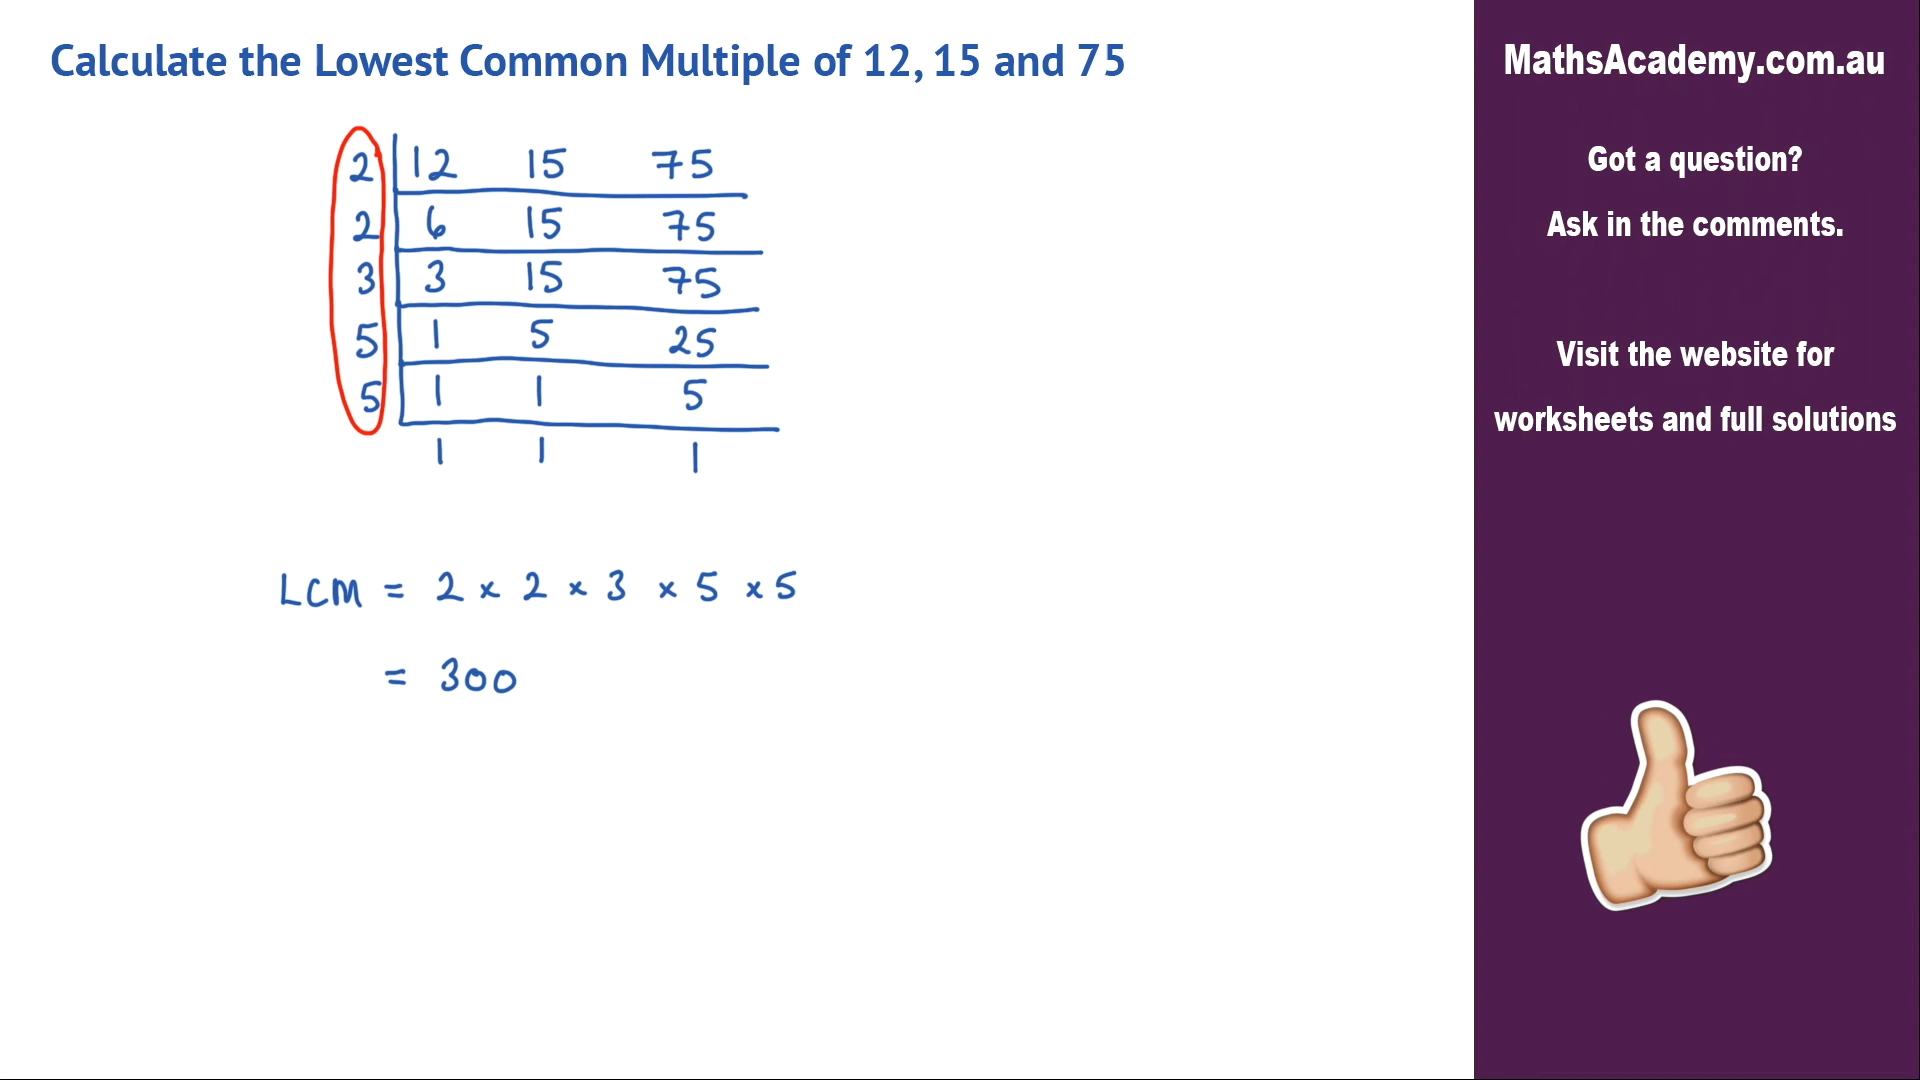 Calculate the Lowest Common Multiple of 12, 15 and 75
2 12 15 75
2 6 15 75
3 3 15 75
5 1 5 25
5 1 1 5
1 1 1
LCM = 2 × 2 × 3 × 5 × 5
= 300
MathsAcademy.com.au
Got a question?
Ask in the comments.
Visit the website for
worksheets and full solutions